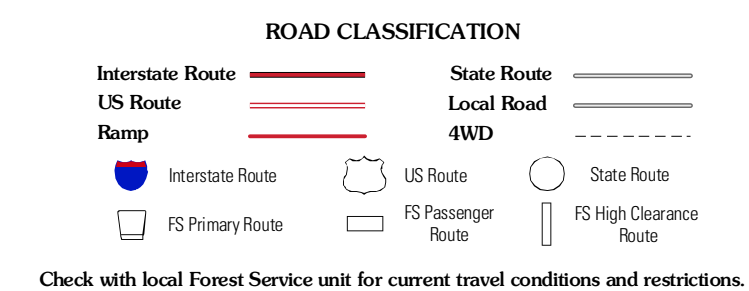 ROAD CLASSIFICATION
Interstate Route
State Route
US Route
Local Road
Ramp
4WD
Interstate Route
US Route
State Route
FS Primary Route
FS Passenger
Route
FS High Clearance
Route
Check with local Forest Service unit for current travel conditions and restrictions.